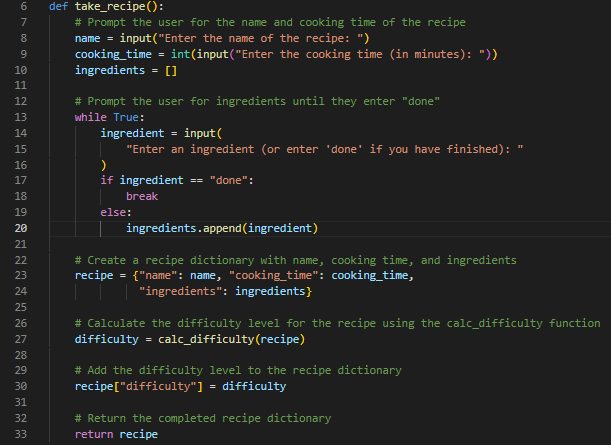 6 def take_recipe():
7 # Prompt the user for the name and cooking time of the recipe
8 name = input("Enter the name of the recipe: ")
9 cooking_time = int(input("Enter the cooking time (in minutes): "))
10 ingredients = []
11
12 # Prompt the user for ingredients until they enter "done"
13 while True:
14 ingredient = input(
15 "Enter an ingredient (or enter 'done' if you have finished): "
16 )
17 if ingredient == "done":
18 break
19 else:
20 ingredients.append(ingredient)
21
22 # Create a recipe dictionary with name, cooking time, and ingredients
23 recipe = {"name": name, "cooking_time": cooking_time,
24 "ingredients": ingredients}
25
26 # Calculate the difficulty level for the recipe using the calc_difficulty function
27 difficulty = calc_difficulty(recipe)
28
29 # Add the difficulty level to the recipe dictionary
30 recipe["difficulty"] = difficulty
31
32 # Return the completed recipe dictionary
33 return recipe